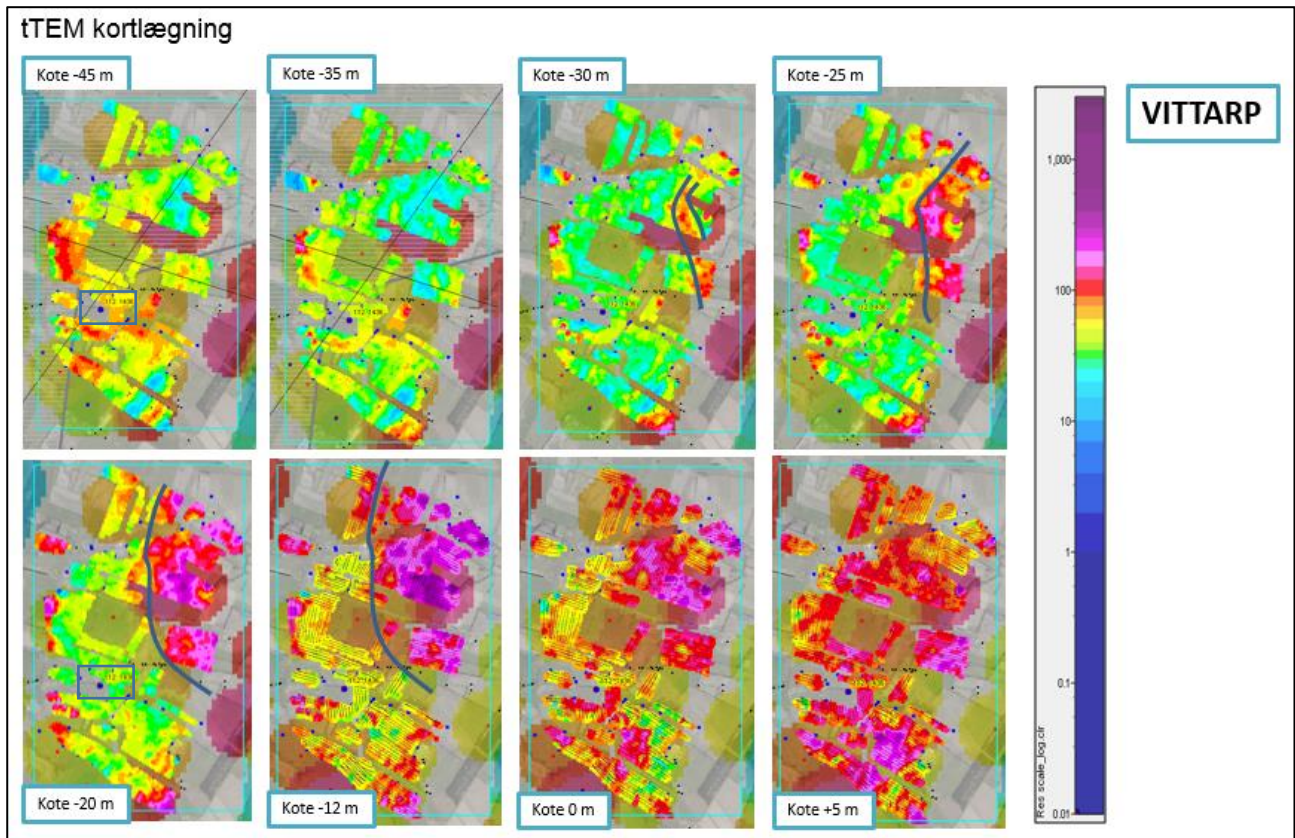 tTEM kortlægning
Kote -45 m
Kote -35 m
Kote -30 m
Kote -25 m
VITTARP
1,000
100
10
1
0.1
0.01
Res scale_log.clr
Kote -20 m
Kote -12 m
Kote 0 m
Kote +5 m